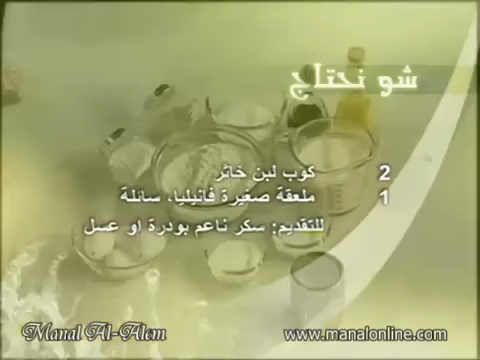 شو نحتاج
2 كوب لبن خاثر
1 ملعقة صغيرة فانيليا، سائلة
للتقديم: سكر ناعم بودرة او عسل
Manal Al-Alem
www.manalonline.com